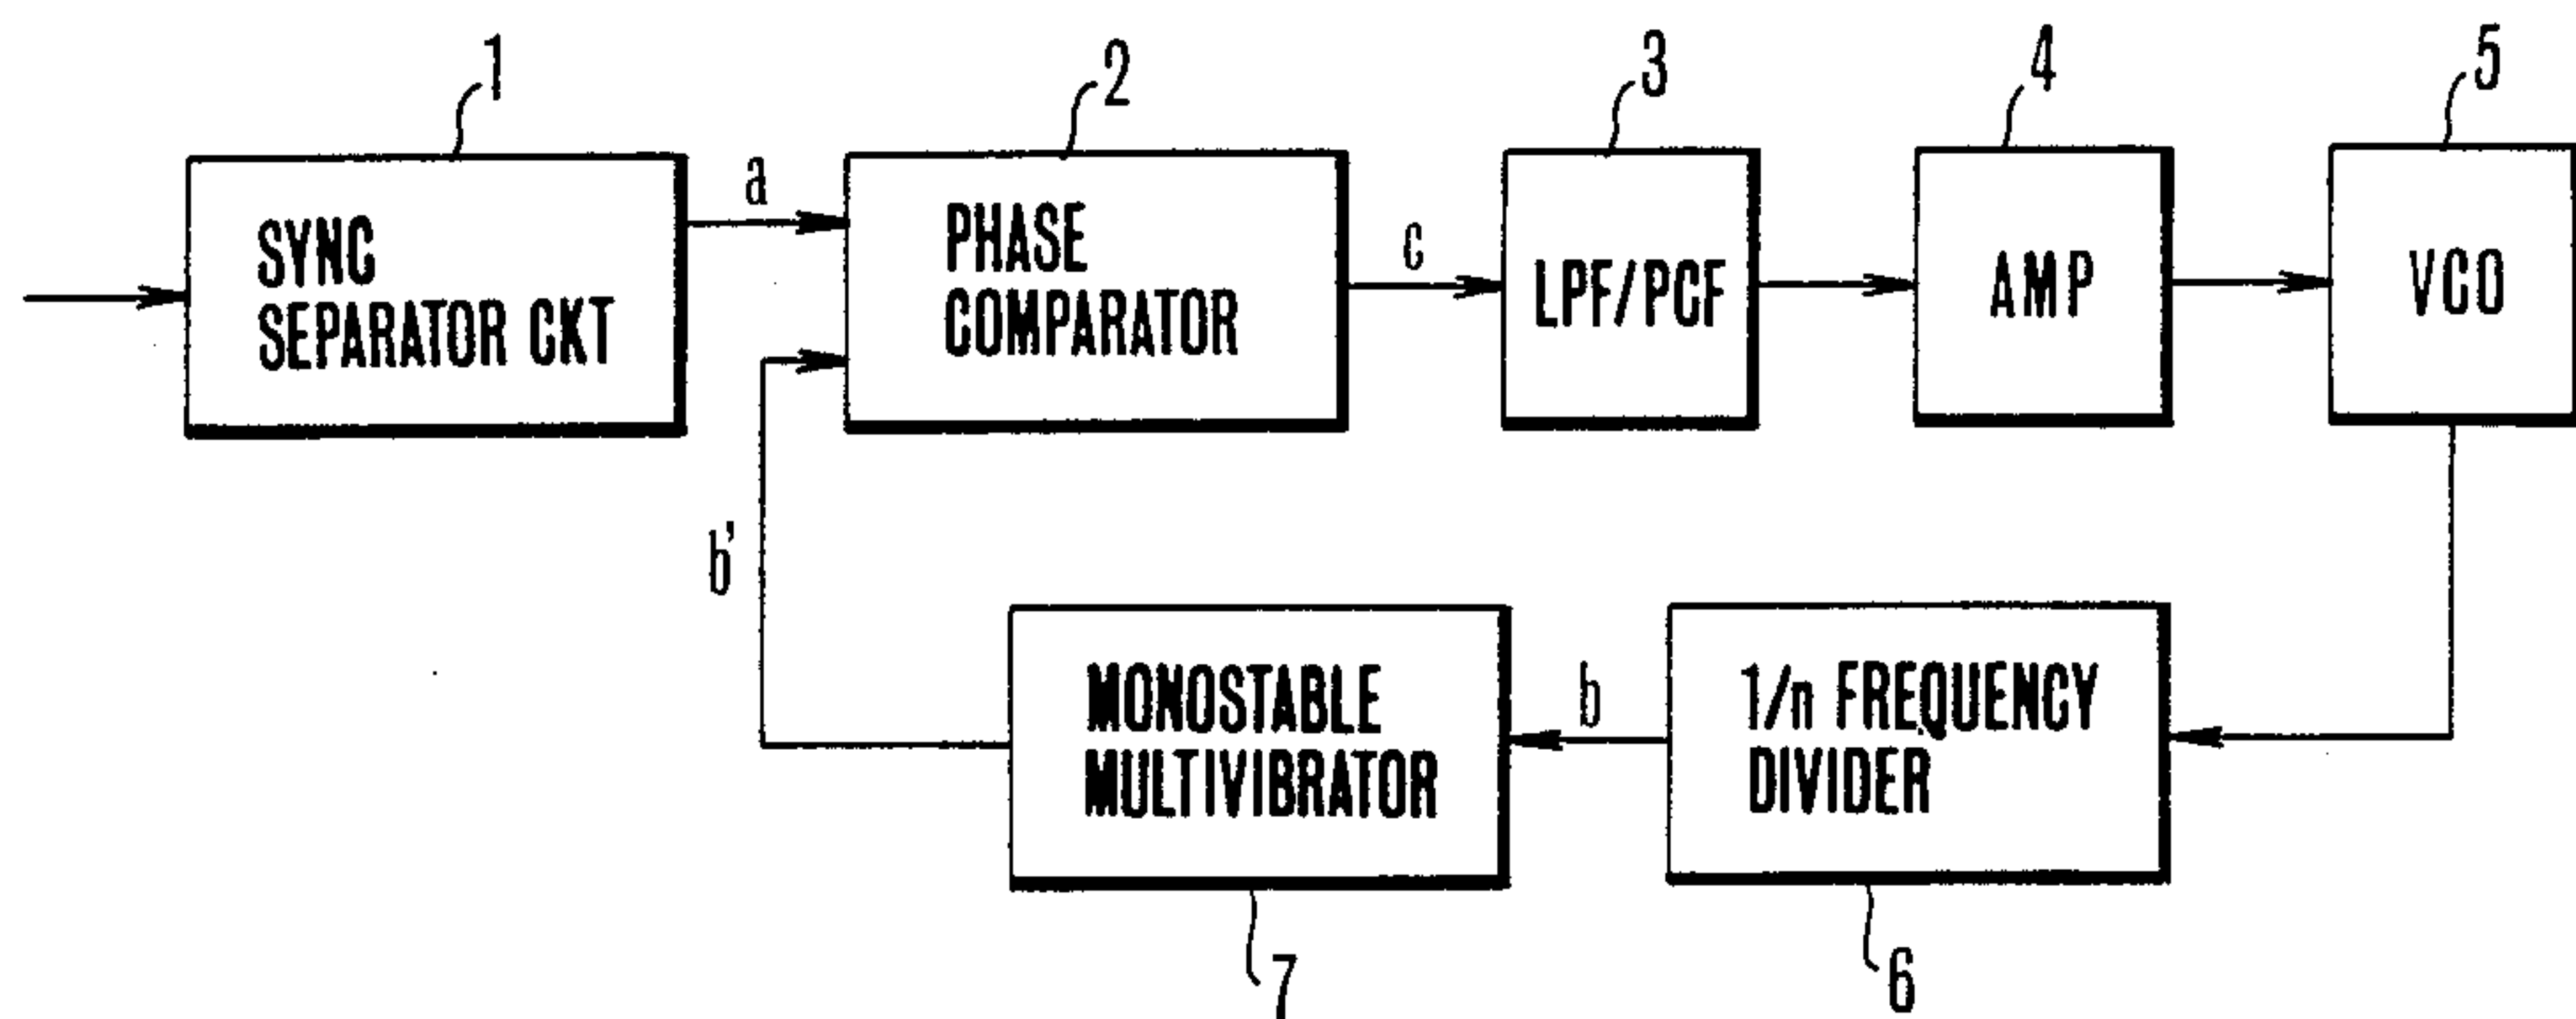 1
2
3
4
5
a
SYNC
SEPARATOR CKT
PHASE
COMPARATOR
c
LPF/PCF
AMP
VCO
b'
MONOSTABLE
MULTIVIBRATOR
b
1/n FREQUENCY
DIVIDER
7
6